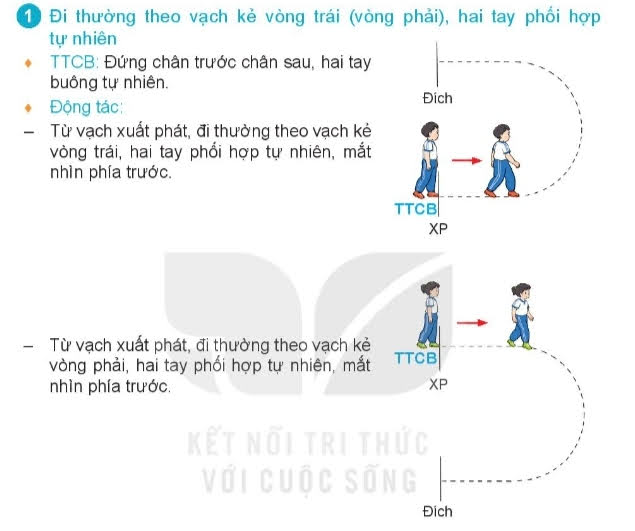 1 Đi thường theo vạch kẻ vòng trái (vòng phải), hai tay phối hợp
tự nhiên
♦ TTCB: Đứng chân trước chân sau, hai tay
buông tự nhiên.
♦ Động tác:
– Từ vạch xuất phát, đi thường theo vạch kẻ
vòng trái, hai tay phối hợp tự nhiên, mắt
nhìn phía trước.
Đích
TTCB
XP
– Từ vạch xuất phát, đi thường theo vạch kẻ
vòng phải, hai tay phối hợp tự nhiên, mắt
nhìn phía trước.
TTCB
XP
KẾT NỐI TRI THỨC
VỚI CUỘC SỐNG
Đích